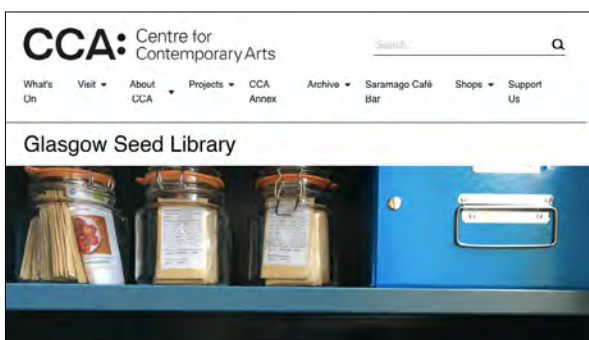 CCA: Centre for
Contemporary Arts
Search..
What's On
Visit
About CCA
Projects
CCA Annex
Archive
Saramago Café Bar
Shops
Support Us
Glasgow Seed Library